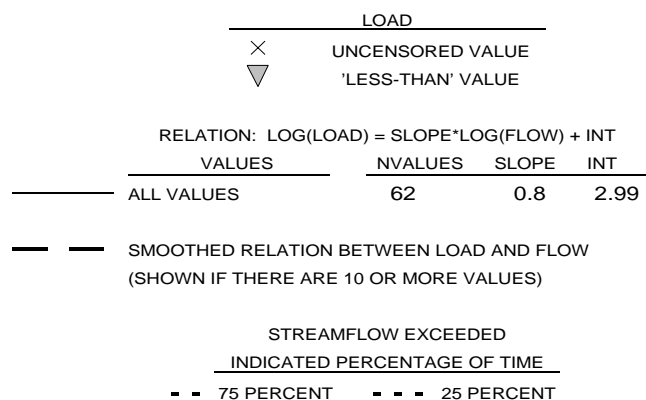 LOAD
UNCENSORED VALUE
'LESS-THAN' VALUE
RELATION: LOG(LOAD) = SLOPE*LOG(FLOW) + INT
VALUES NVALUES SLOPE INT
ALL VALUES 62 0.8 2.99
SMOOTHED RELATION BETWEEN LOAD AND FLOW
(SHOWN IF THERE ARE 10 OR MORE VALUES)
STREAMFLOW EXCEEDED
INDICATED PERCENTAGE OF TIME
75 PERCENT 25 PERCENT